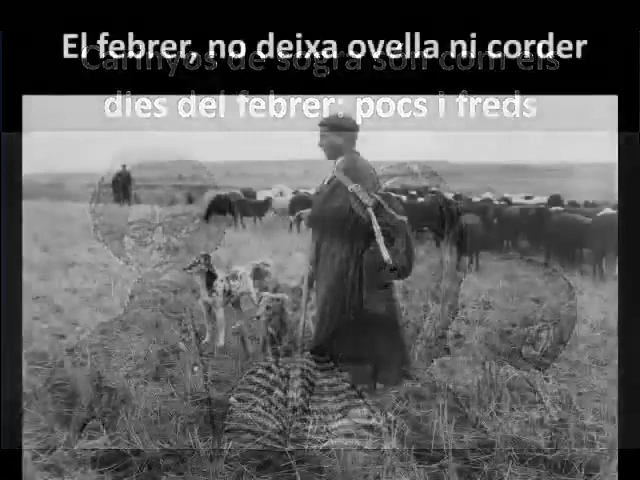 El febrer, no deixa ovella ni corder
Carinyos de sogra són com els
dies del febrer: pocs i freds